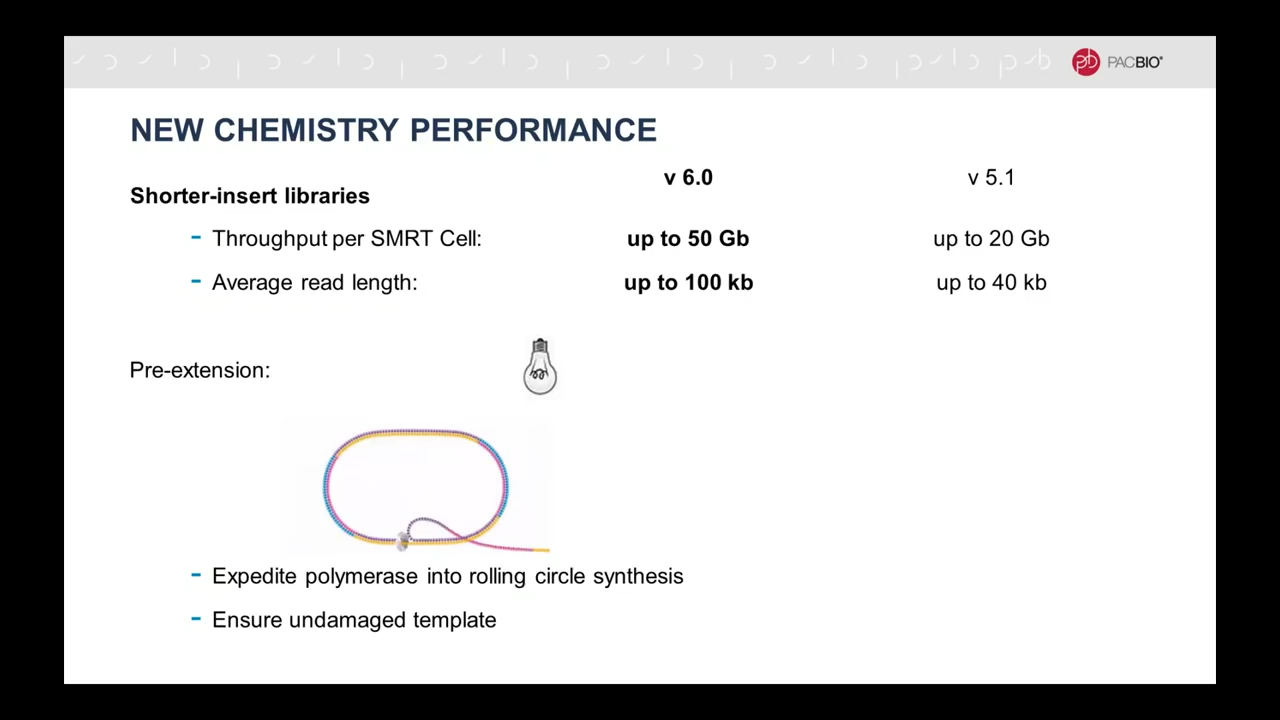 PACBIO®
NEW CHEMISTRY PERFORMANCE
v 6.0 v 5.1
Shorter-insert libraries
- Throughput per SMRT Cell: up to 50 Gb up to 20 Gb
- Average read length: up to 100 kb up to 40 kb
Pre-extension:
- Expedite polymerase into rolling circle synthesis
- Ensure undamaged template